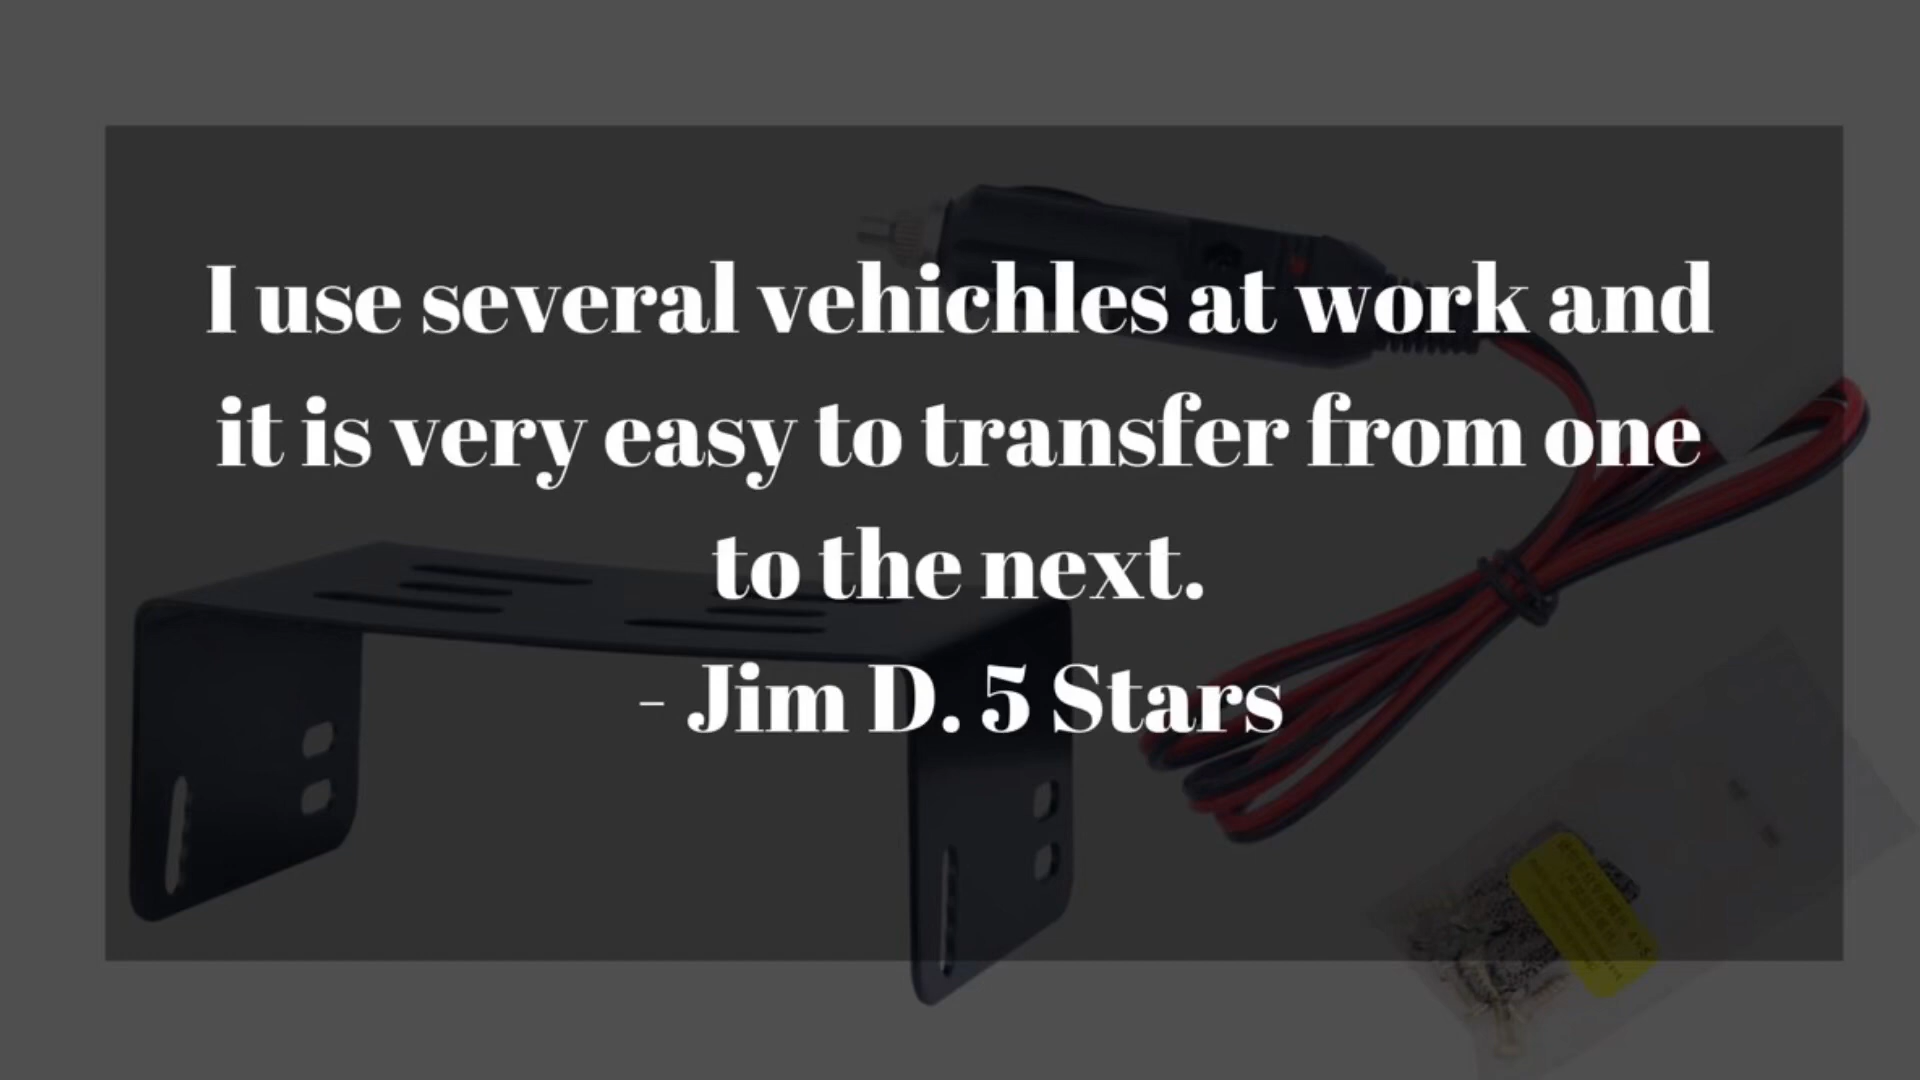 I use several vehichles at work and
it is very easy to transfer from one
to the next.
- Jim D. 5 Stars